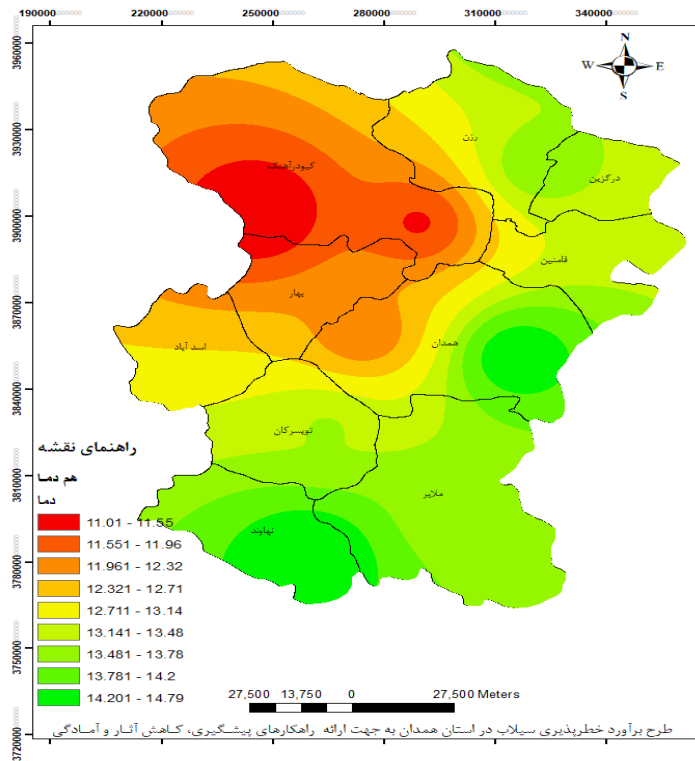 190000 220000 250000 280000 310000 340000
3960000
3930000
3900000
3870000
3840000
3810000
3780000
3750000
3720000
N
W E
S
رزن
کبودرآهنگ
درگزین
فامنین
بهار
همدان
اسد آباد
تویسرکان
ملایر
نهاوند
راهنمای نقشه
هم دما
دما
11.01 - 11.55
11.551 - 11.96
11.961 - 12.32
12.321 - 12.71
12.711 - 13.14
13.141 - 13.48
13.481 - 13.78
13.781 - 14.2
14.201 - 14.79
27,500 13,750 0 27,500 Meters
طرح برآورد خطرپذیری سیلاب در استان همدان به جهت ارائه راهکارهای پیشگیری، کاهش آثار و آمادگی